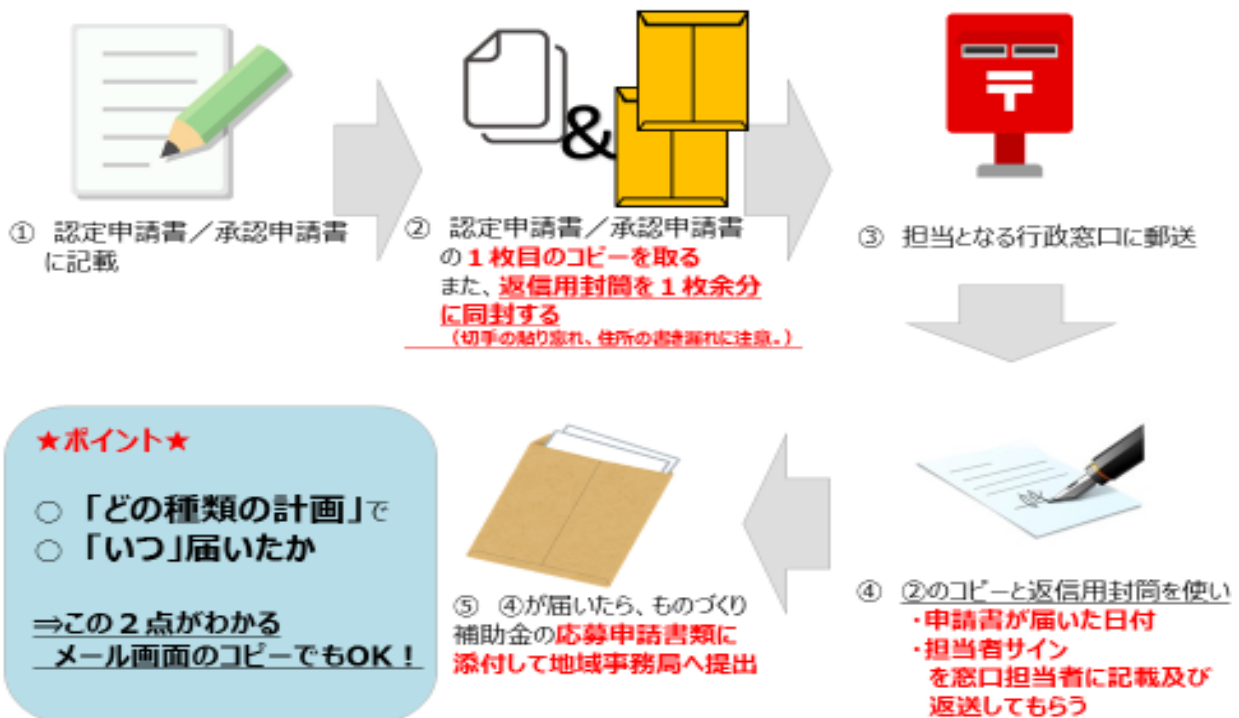 ① 認定申請書／承認申請書
に記載
&
② 認定申請書／承認申請書
の１枚目のコピーを取る
また、返信用封筒を１枚余分
に同封する
（切手の貼り忘れ、住所の書き漏れに注意。）
③ 担当となる行政窓口に郵送
④ ②のコピーと返信用封筒を使い
・申請書が届いた日付
・担当者サイン
を窓口担当者に記載及び
返送してもらう
⑤ ④が届いたら、ものづくり
補助金の応募申請書類に
添付して地域事務局へ提出
★ポイント★
○ 「どの種類の計画」で
○ 「いつ」届いたか
⇒この２点がわかる
メール画面のコピーでもOK！